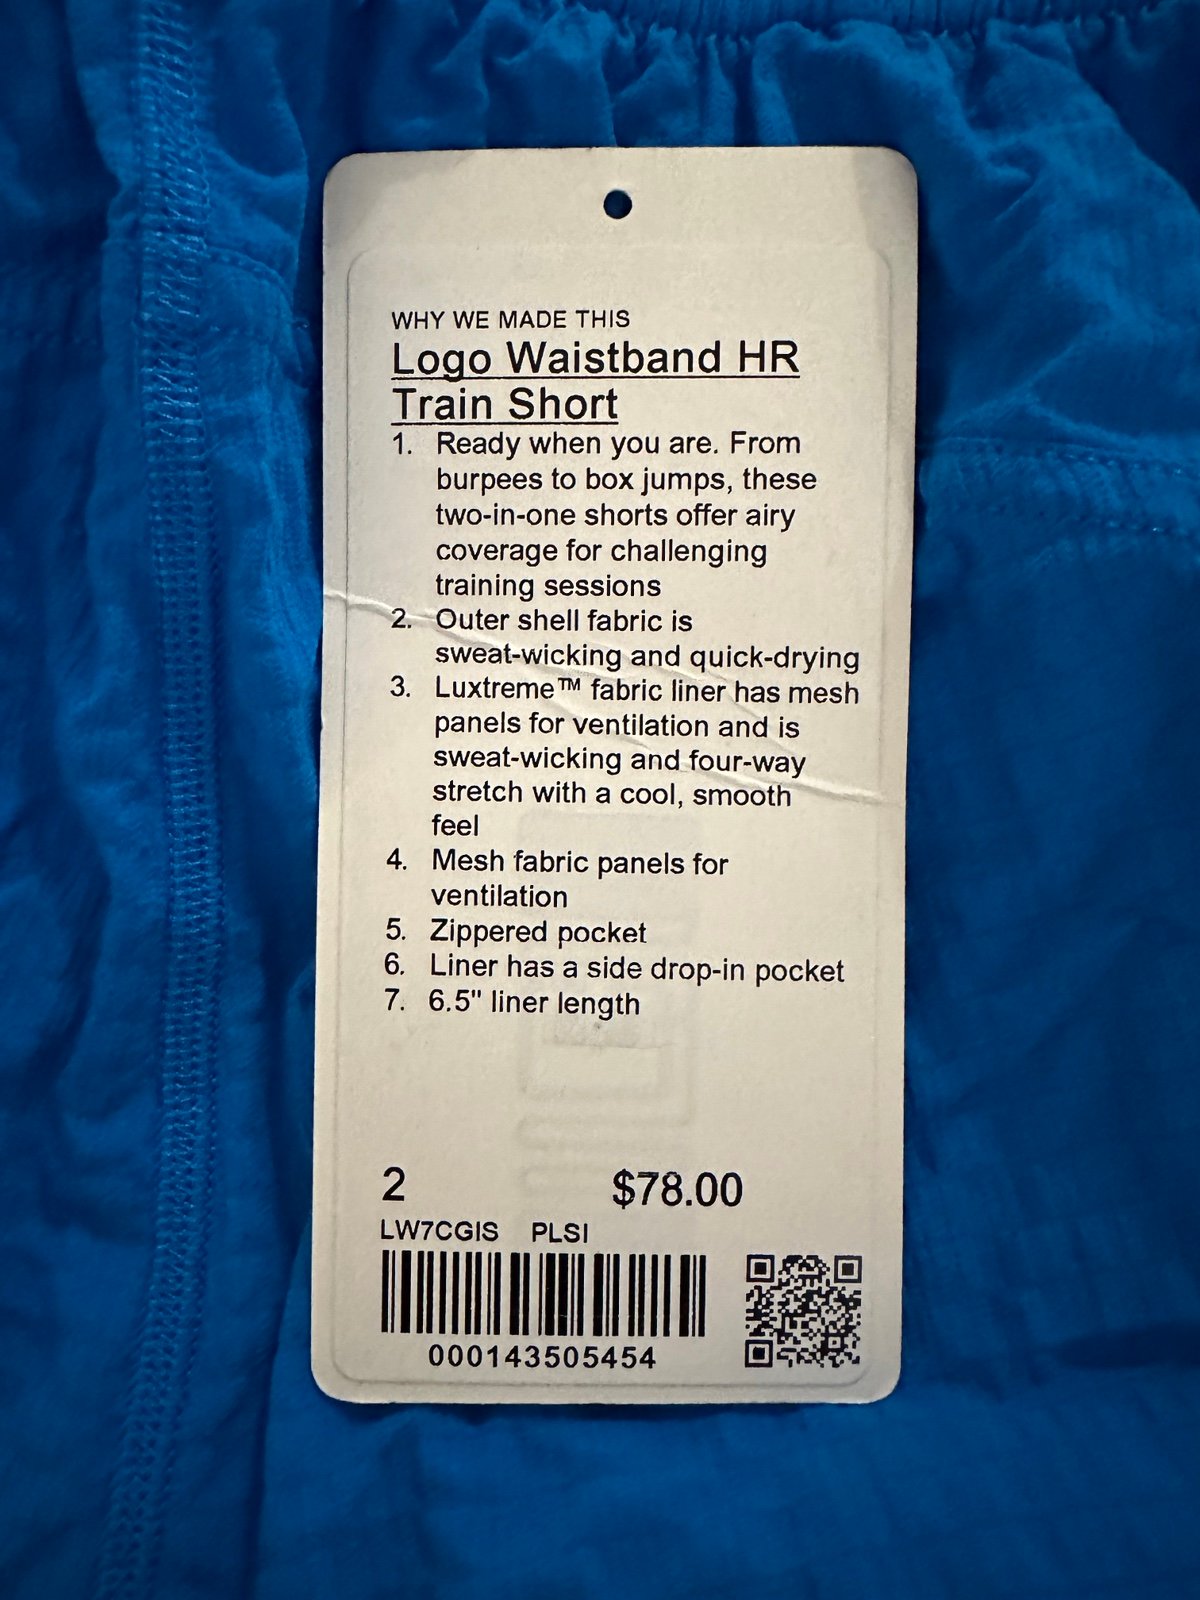 WHY WE MADE THIS
Logo Waistband HR
Train Short
1. Ready when you are. From
burpees to box jumps, these
two-in-one shorts offer airy
coverage for challenging
training sessions
2. Outer shell fabric is
sweat-wicking and quick-drying
3. Luxtreme™ fabric liner has mesh
panels for ventilation and is
sweat-wicking and four-way
stretch with a cool, smooth
feel
4. Mesh fabric panels for
ventilation
5. Zippered pocket
6. Liner has a side drop-in pocket
7. 6.5" liner length
2 $78.00
LW7CGIS PLSI
000143505454